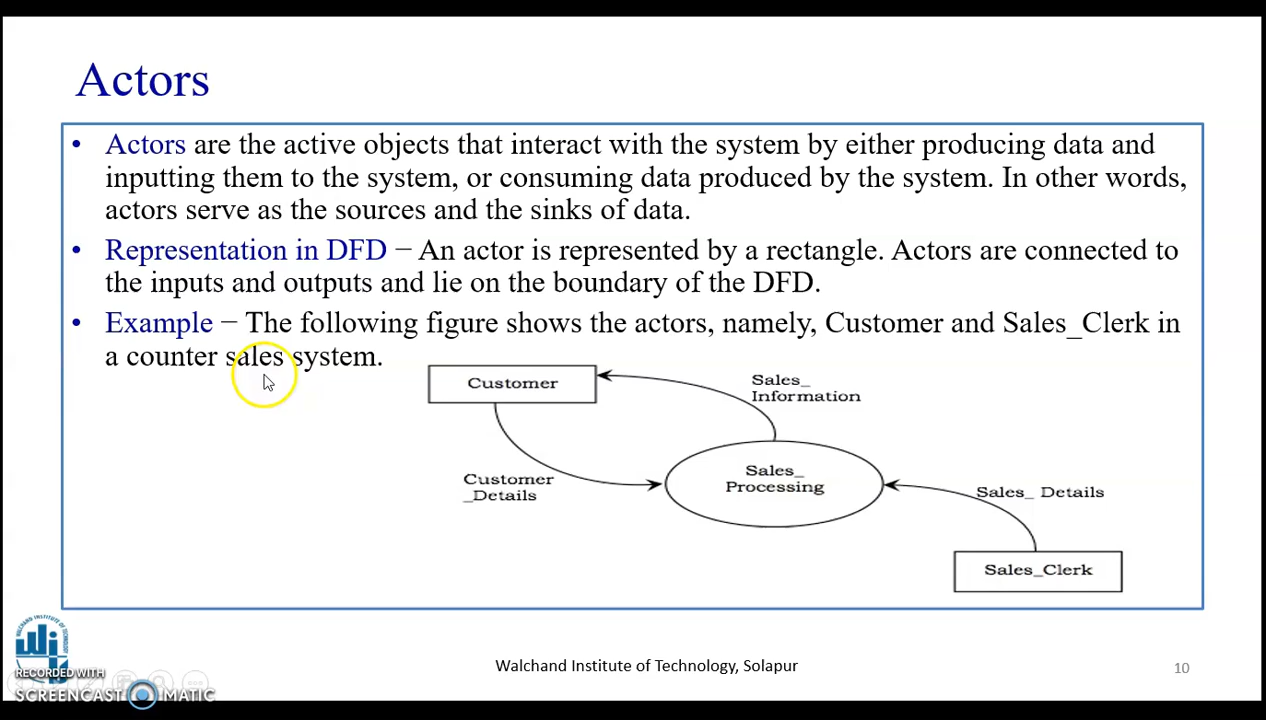 Actors
• Actors are the active objects that interact with the system by either producing data and
inputting them to the system, or consuming data produced by the system. In other words,
actors serve as the sources and the sinks of data.
• Representation in DFD − An actor is represented by a rectangle. Actors are connected to
the inputs and outputs and lie on the boundary of the DFD.
• Example − The following figure shows the actors, namely, Customer and Sales_Clerk in
a counter sales system.
Customer
Sales_
Information
Customer
_Details
Sales_
Processing
Sales_ Details
Sales_Clerk
WALCHAND INSTITUTE OF TECHNOLOGY
RECORDED WITH
SCREENCAST MATIC
Walchand Institute of Technology, Solapur
10